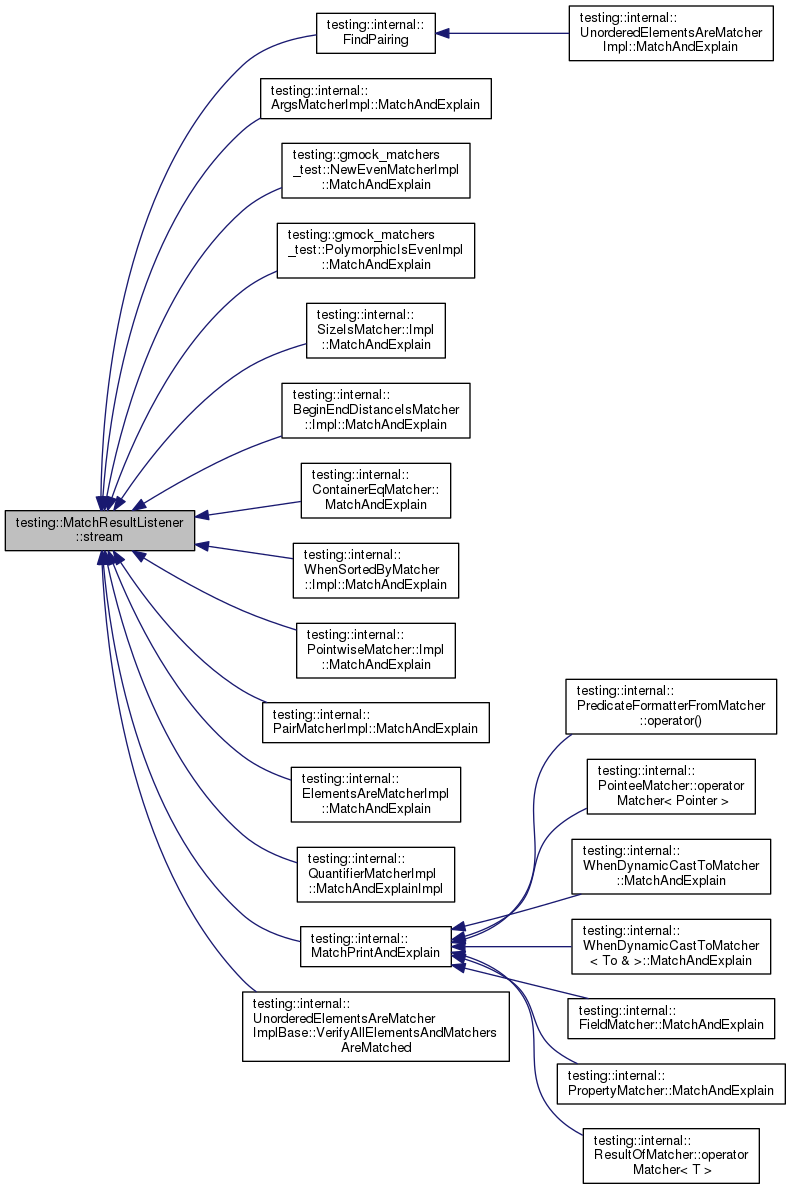 testing::internal::
FindPairing
testing::internal::
UnorderedElementsAreMatcher
Impl::MatchAndExplain
testing::internal::
ArgsMatcherImpl::MatchAndExplain
testing::gmock_matchers
_test::NewEvenMatcherImpl
::MatchAndExplain
testing::gmock_matchers
_test::PolymorphicIsEvenImpl
::MatchAndExplain
testing::internal::
SizeIsMatcher::Impl
::MatchAndExplain
testing::internal::
BeginEndDistanceIsMatcher
::Impl::MatchAndExplain
testing::internal::
ContainerEqMatcher::
MatchAndExplain
testing::MatchResultListener
::stream
testing::internal::
WhenSortedByMatcher
::Impl::MatchAndExplain
testing::internal::
PointwiseMatcher::Impl
::MatchAndExplain
testing::internal::
PairMatcherImpl::MatchAndExplain
testing::internal::
ElementsAreMatcherImpl
::MatchAndExplain
testing::internal::
QuantifierMatcherImpl
::MatchAndExplainImpl
testing::internal::
MatchPrintAndExplain
testing::internal::
UnorderedElementsAreMatcher
ImplBase::VerifyAllElementsAndMatchers
AreMatched
testing::internal::
PredicateFormatterFromMatcher
::operator()
testing::internal::
PointeeMatcher::operator
Matcher< Pointer >
testing::internal::
WhenDynamicCastToMatcher
::MatchAndExplain
testing::internal::
WhenDynamicCastToMatcher
< To & >::MatchAndExplain
testing::internal::
FieldMatcher::MatchAndExplain
testing::internal::
PropertyMatcher::MatchAndExplain
testing::internal::
ResultOfMatcher::operator
Matcher< T >